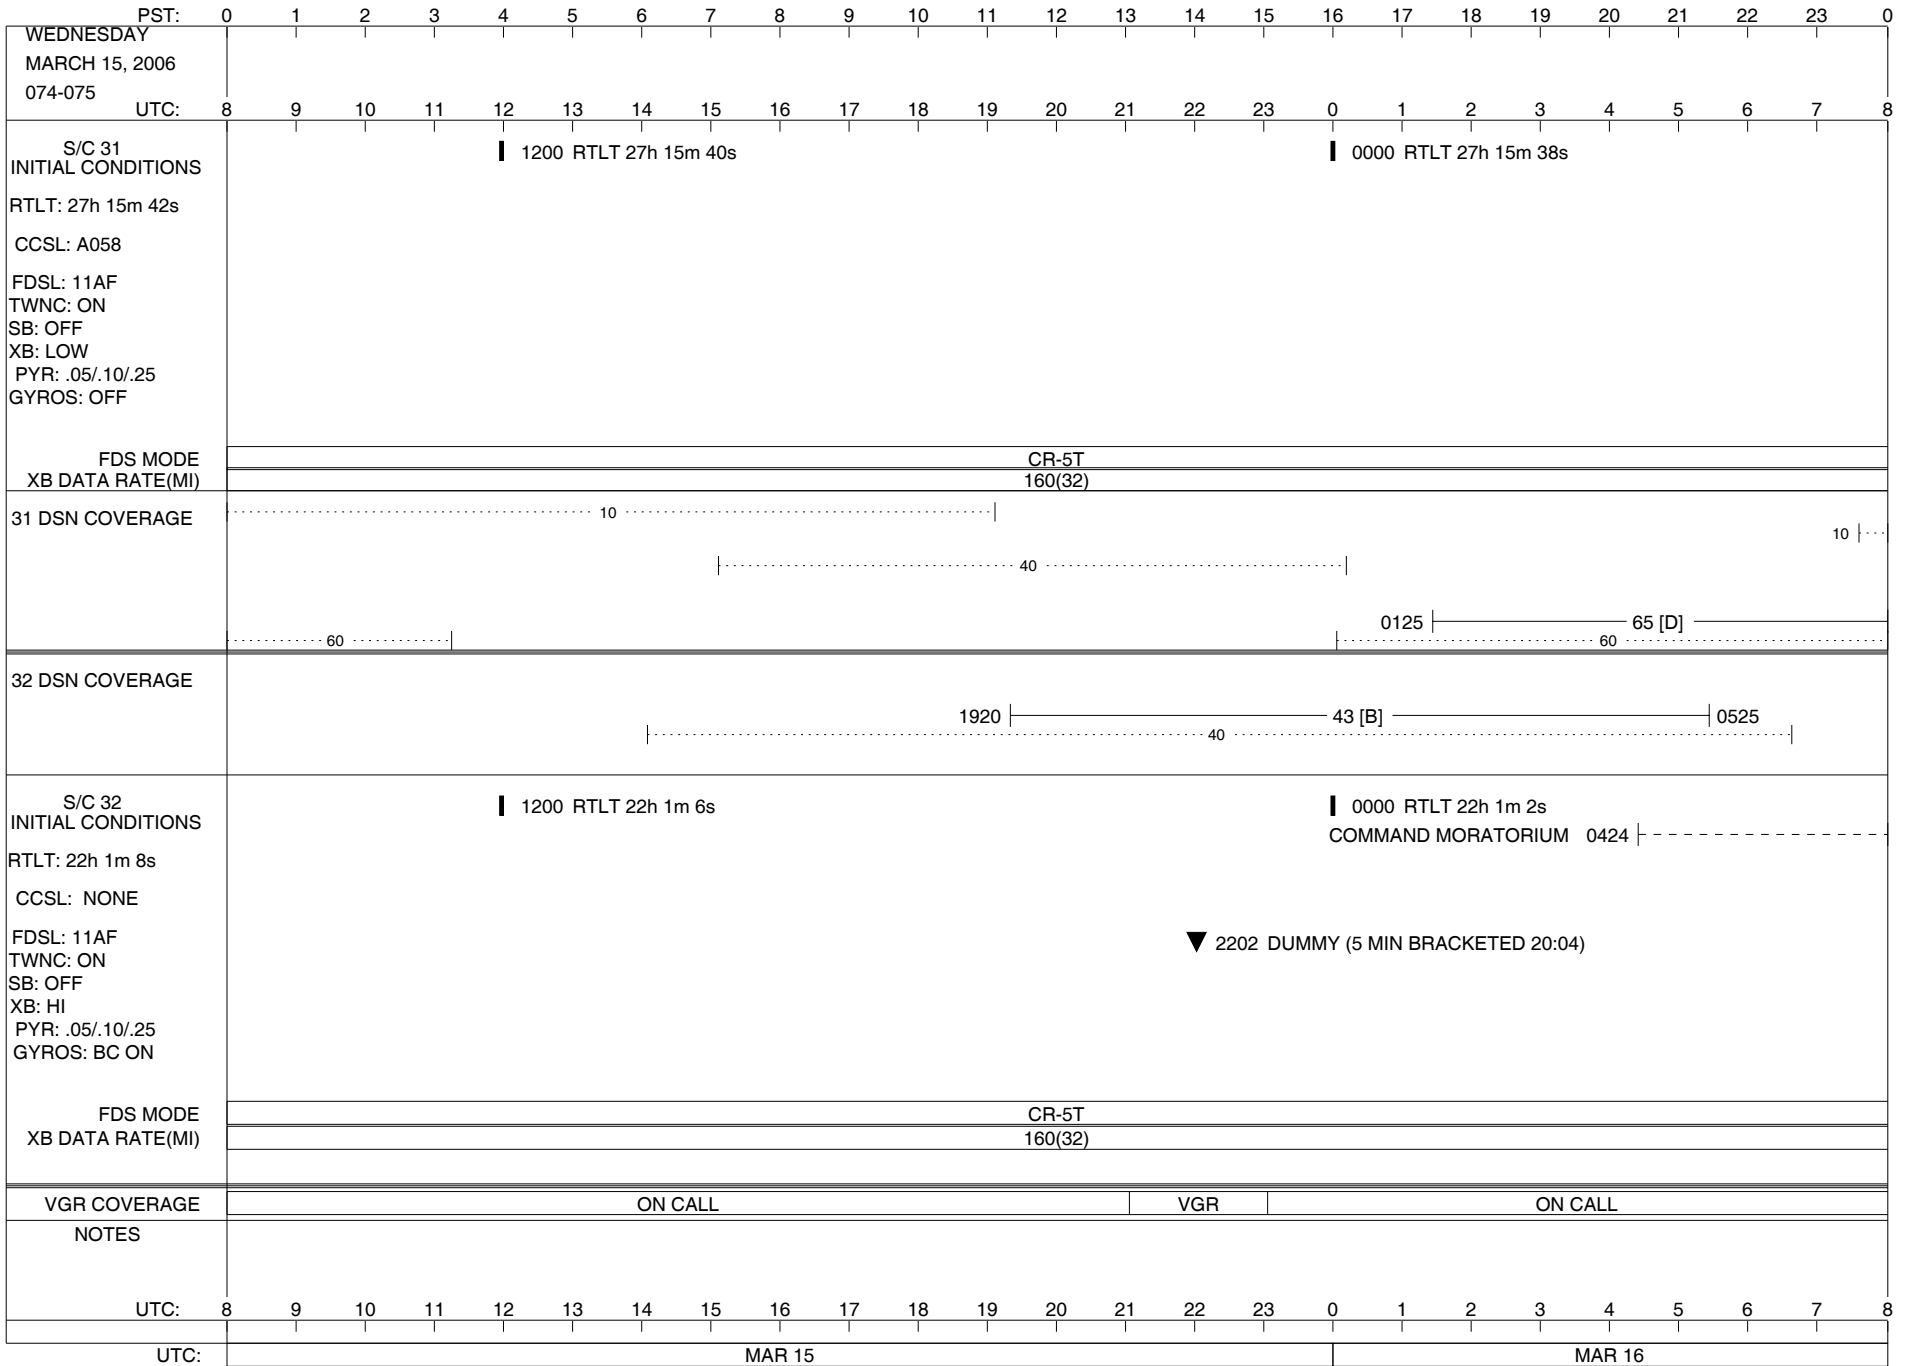 PST: 0 1 2 3 4 5 6 7 8 9 10 11 12 13 14 15 16 17 18 19 20 21 22 23 0
WEDNESDAY
MARCH 15, 2006
074-075
UTC: 8 9 10 11 12 13 14 15 16 17 18 19 20 21 22 23 0 1 2 3 4 5 6 7 8
S/C 31
INITIAL CONDITIONS
1200 RTLT 27h 15m 40s
0000 RTLT 27h 15m 38s
RTLT: 27h 15m 42s
CCSL: A058
FDSL: 11AF
TWNC: ON
SB: OFF
XB: LOW
PYR: .05/.10/.25
GYROS: OFF
FDS MODE CR-5T
XB DATA RATE(MI) 160(32)
31 DSN COVERAGE
10
10
40
0125 65 [D]
60 60
32 DSN COVERAGE
1920 43 [B] 0525
40
S/C 32
INITIAL CONDITIONS
1200 RTLT 22h 1m 6s
0000 RTLT 22h 1m 2s
COMMAND MORATORIUM 0424
RTLT: 22h 1m 8s
CCSL: NONE
FDSL: 11AF
2202 DUMMY (5 MIN BRACKETED 20:04)
TWNC: ON
SB: OFF
XB: HI
PYR: .05/.10/.25
GYROS: BC ON
FDS MODE CR-5T
XB DATA RATE(MI) 160(32)
VGR COVERAGE ON CALL VGR ON CALL
NOTES
UTC: 8 9 10 11 12 13 14 15 16 17 18 19 20 21 22 23 0 1 2 3 4 5 6 7 8
UTC: MAR 15 MAR 16